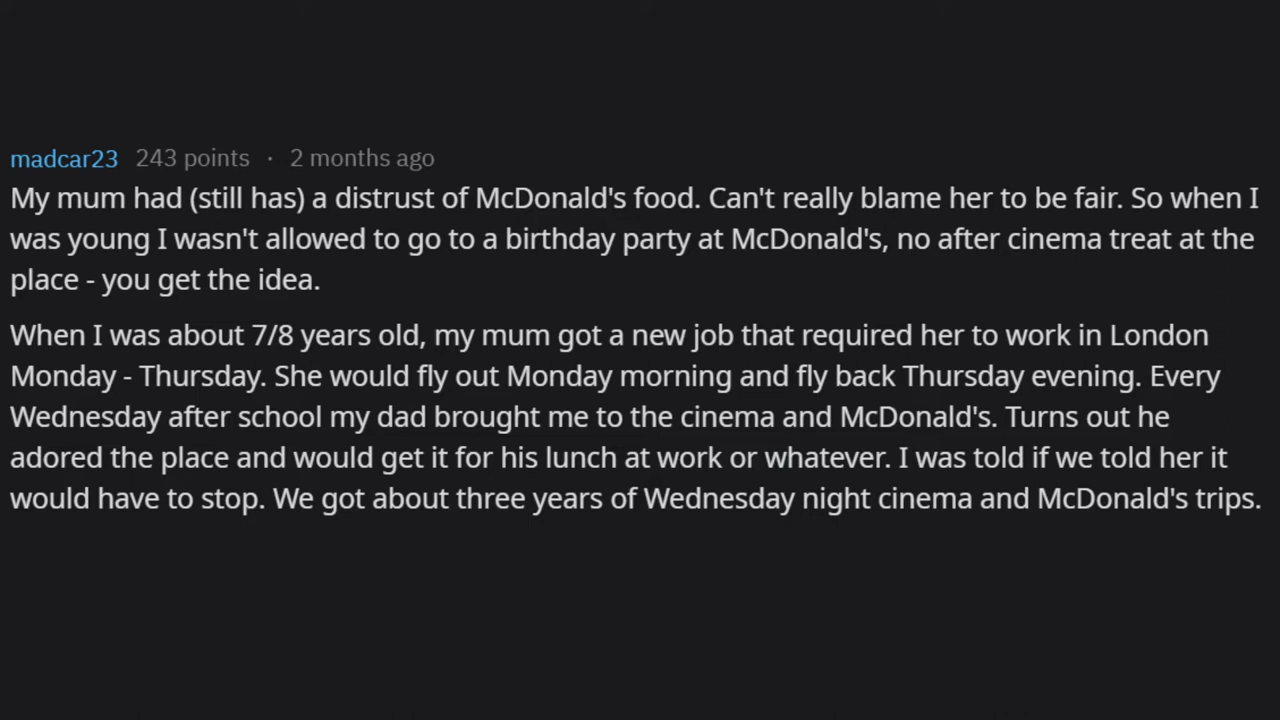 madcar23 243 points · 2 months ago
My mum had (still has) a distrust of McDonald's food. Can't really blame her to be fair. So when I
was young I wasn't allowed to go to a birthday party at McDonald's, no after cinema treat at the
place - you get the idea.
When I was about 7/8 years old, my mum got a new job that required her to work in London
Monday - Thursday. She would fly out Monday morning and fly back Thursday evening. Every
Wednesday after school my dad brought me to the cinema and McDonald's. Turns out he
adored the place and would get it for his lunch at work or whatever. I was told if we told her it
would have to stop. We got about three years of Wednesday night cinema and McDonald's trips.